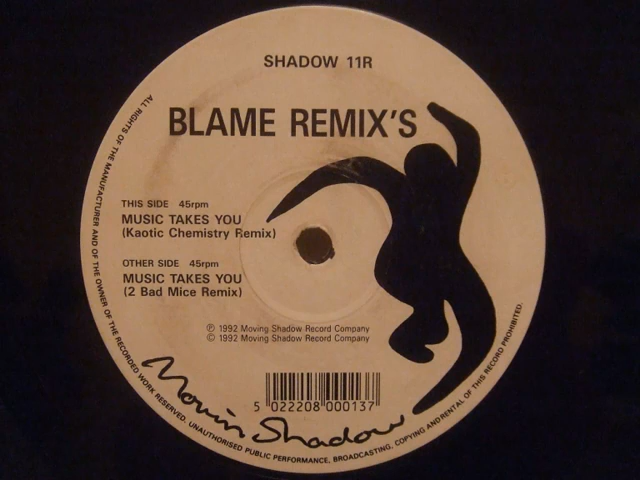 SHADOW 11R
BLAME REMIX'S
THIS SIDE 45rpm
MUSIC TAKES YOU
(Kaotic Chemistry Remix)
OTHER SIDE 45rpm
MUSIC TAKES YOU
(2 Bad Mice Remix)
℗ 1992 Moving Shadow Record Company
© 1992 Moving Shadow Record Company
5 022208 000137
Movin Shadow
ALL RIGHTS OF THE MANUFACTURER AND OF THE OWNER OF THE RECORDED WORK RESERVED. UNAUTHORISED PUBLIC PERFORMANCE, BROADCASTING, COPYING AND RENTAL OF THIS RECORD PROHIBITED.